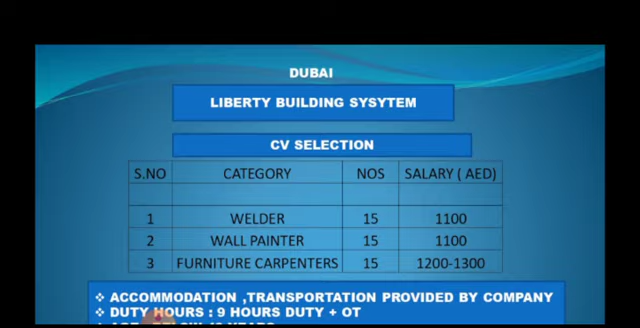 DUBAI
LIBERTY BUILDING SYSYTEM
CV SELECTION
S.NO CATEGORY NOS SALARY ( AED)
1 WELDER 15 1100
2 WALL PAINTER 15 1100
3 FURNITURE CARPENTERS 15 1200-1300
❖ ACCOMMODATION ,TRANSPORTATION PROVIDED BY COMPANY
❖ DUTY HOURS : 9 HOURS DUTY + OT